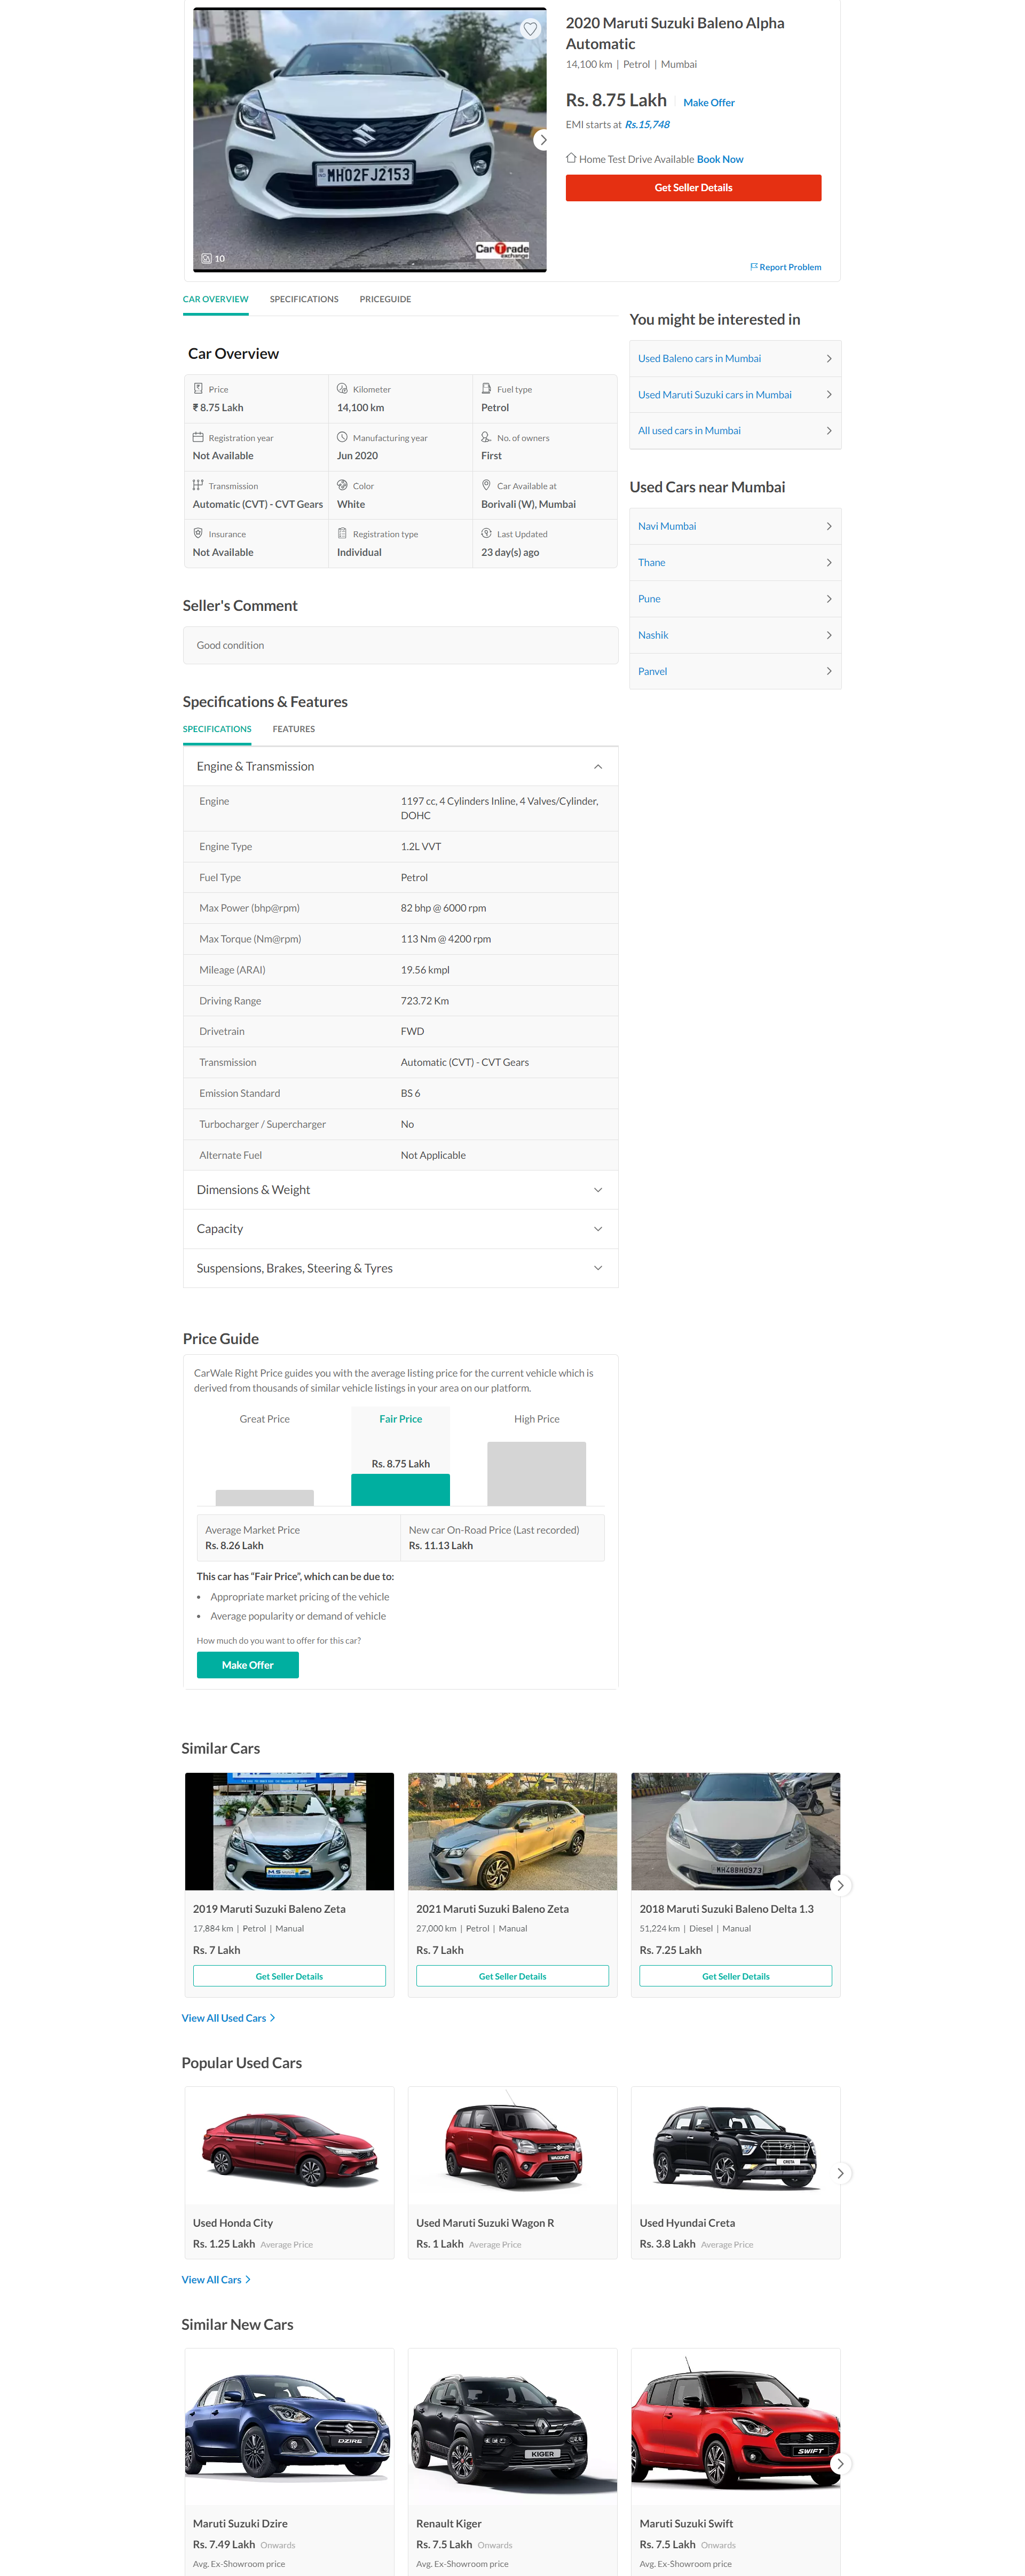 2020 Maruti Suzuki Baleno Alpha
Automatic
14,100 km | Petrol | Mumbai
Rs. 8.75 Lakh Make Offer
EMI starts at Rs.15,748
Home Test Drive Available Book Now
Get Seller Details
MH02FJ2153
CarTrade
exchange
10
Report Problem
CAR OVERVIEW SPECIFICATIONS PRICEGUIDE
Car Overview
Price
₹ 8.75 Lakh
Kilometer
14,100 km
Fuel type
Petrol
Registration year
Not Available
Manufacturing year
Jun 2020
No. of owners
First
Transmission
Automatic (CVT) - CVT Gears
Color
White
Car Available at
Borivali (W), Mumbai
Insurance
Not Available
Registration type
Individual
Last Updated
23 day(s) ago
You might be interested in
Used Baleno cars in Mumbai
Used Maruti Suzuki cars in Mumbai
All used cars in Mumbai
Used Cars near Mumbai
Navi Mumbai
Thane
Pune
Nashik
Panvel
Seller's Comment
Good condition
Specifications & Features
SPECIFICATIONS FEATURES
Engine & Transmission
Engine 1197 cc, 4 Cylinders Inline, 4 Valves/Cylinder,
DOHC
Engine Type 1.2L VVT
Fuel Type Petrol
Max Power (bhp@rpm) 82 bhp @ 6000 rpm
Max Torque (Nm@rpm) 113 Nm @ 4200 rpm
Mileage (ARAI) 19.56 kmpl
Driving Range 723.72 Km
Drivetrain FWD
Transmission Automatic (CVT) - CVT Gears
Emission Standard BS 6
Turbocharger / Supercharger No
Alternate Fuel Not Applicable
Dimensions & Weight
Capacity
Suspensions, Brakes, Steering & Tyres
Price Guide
CarWale Right Price guides you with the average listing price for the current vehicle which is
derived from thousands of similar vehicle listings in your area on our platform.
Great Price Fair Price High Price
Rs. 8.75 Lakh
Average Market Price
Rs. 8.26 Lakh
New car On-Road Price (Last recorded)
Rs. 11.13 Lakh
This car has "Fair Price", which can be due to:
• Appropriate market pricing of the vehicle
• Average popularity or demand of vehicle
How much do you want to offer for this car?
Make Offer
Similar Cars
MH48BH0973
2019 Maruti Suzuki Baleno Zeta
17,884 km | Petrol | Manual
Rs. 7 Lakh
Get Seller Details
2021 Maruti Suzuki Baleno Zeta
27,000 km | Petrol | Manual
Rs. 7 Lakh
Get Seller Details
2018 Maruti Suzuki Baleno Delta 1.3
51,224 km | Diesel | Manual
Rs. 7.25 Lakh
Get Seller Details
View All Used Cars
Popular Used Cars
WAGONR
CRETA
Used Honda City
Rs. 1.25 Lakh Average Price
Used Maruti Suzuki Wagon R
Rs. 1 Lakh Average Price
Used Hyundai Creta
Rs. 3.8 Lakh Average Price
View All Cars
Similar New Cars
DZIRE
KIGER
SWIFT
Maruti Suzuki Dzire
Rs. 7.49 Lakh Onwards
Avg. Ex-Showroom price
Renault Kiger
Rs. 7.5 Lakh Onwards
Avg. Ex-Showroom price
Maruti Suzuki Swift
Rs. 7.5 Lakh Onwards
Avg. Ex-Showroom price